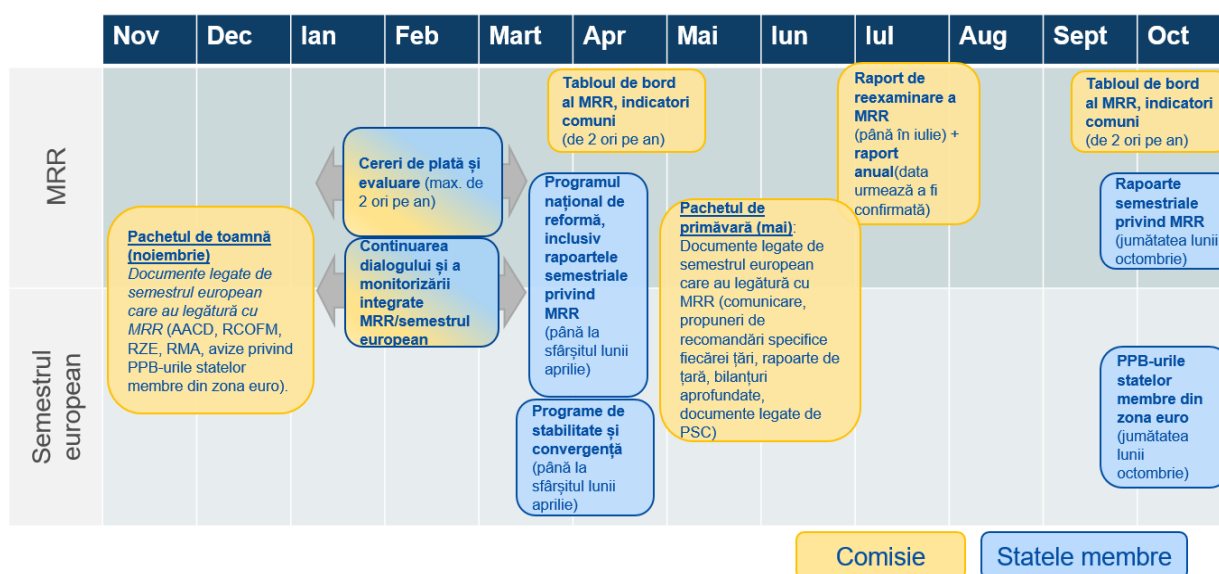 Nov Dec Ian Feb Mart Apr Mai Iun Iul Aug Sept Oct
MRR
Semestrul
european
Pachetul de toamnă
(noiembrie)
Documente legate de
semestrul european
care au legătură cu
MRR (AACD, RCOFM,
RZE, RMA, avize privind
PPB-urile statelor
membre din zona euro).
Cereri de plată și
evaluare (max. de
2 ori pe an)
Continuarea
dialogului și a
monitorizării
integrate
MRR/semestrul
european
Tabloul de bord
al MRR, indicatori
comuni
(de 2 ori pe an)
Programul
național de
reformă,
inclusiv
rapoartele
semestriale
privind
MRR
(până la
sfârșitul lunii
aprilie)
Programe de
stabilitate și
convergență
(până la
sfârșitul lunii
aprilie)
Pachetul de
primăvară (mai):
Documente legate de
semestrul european
care au legătură cu
MRR (comunicare,
propuneri de
recomandări specifice
fiecărei țări, rapoarte de
țară, bilanțuri
aprofundate,
documente legate de
PSC)
Raport de
reexaminare a
MRR
(până în iulie) +
raport
anual(data
urmează a fi
confirmată)
Tabloul de bord
al MRR, indicatori
comuni
(de 2 ori pe an)
Rapoarte
semestriale
privind MRR
(jumătatea lunii
octombrie)
PPB-urile
statelor
membre din
zona euro
(jumătatea
lunii
octombrie)
Comisie
Statele membre